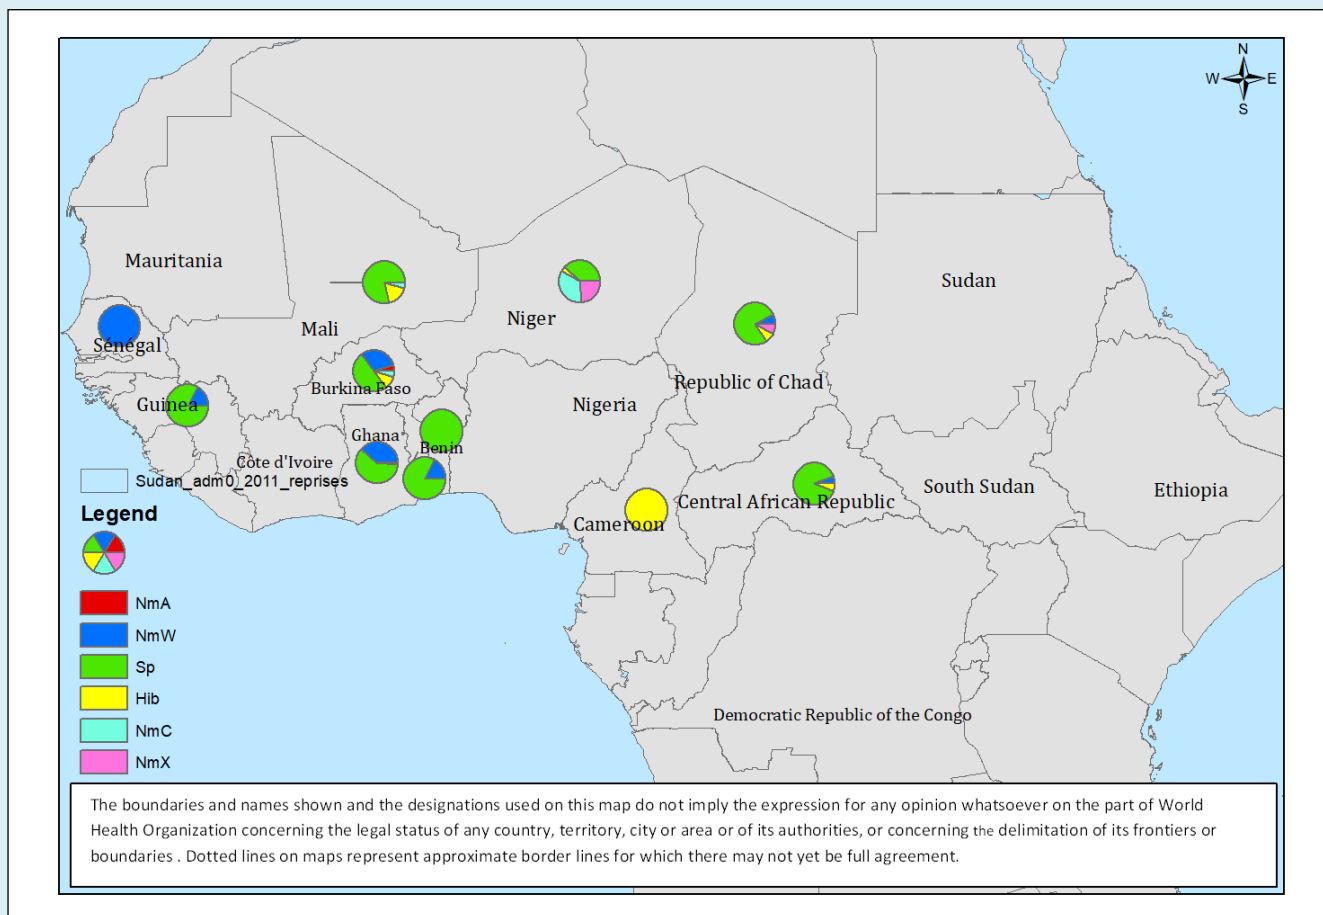 N
W E
S
Mauritania
Sudan
Mali
Niger
Sénégal
Republic of Chad
Burkina Faso
Guinea
Nigeria
Ghana
Benin
Côte d'Ivoire
Sudan_adm0_2011_reprises
South Sudan
Ethiopia
Central African Republic
Cameroon
Legend
NmA
NmW
Sp
Hib
NmC
NmX
Democratic Republic of the Congo
The boundaries and names shown and the designations used on this map do not imply the expression for any opinion whatsoever on the part of World
Health Organization concerning the legal status of any country, territory, city or area or of its authorities, or concerning the delimitation of its frontiers or
boundaries . Dotted lines on maps represent approximate border lines for which there may not yet be full agreement.